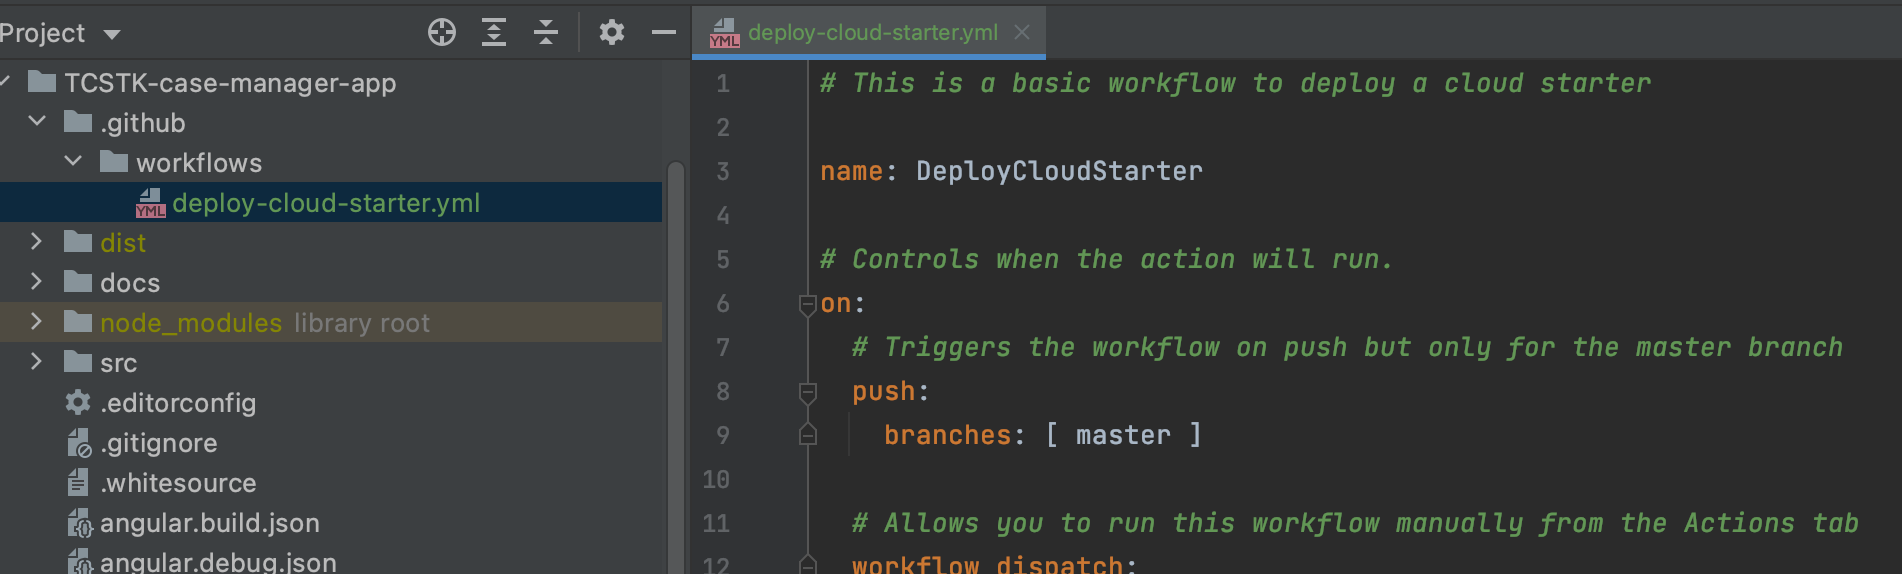 Project
TCSTK-case-manager-app
.github
workflows
YML deploy-cloud-starter.yml
dist
docs
node_modules library root
src
.editorconfig
.gitignore
.whitesource
angular.build.json
angular.debug.json
YML deploy-cloud-starter.yml
1 # This is a basic workflow to deploy a cloud starter
2
3 name: DeployCloudStarter
4
5 # Controls when the action will run.
6 on:
7 # Triggers the workflow on push but only for the master branch
8 push:
9 branches: [ master ]
10
11 # Allows you to run this workflow manually from the Actions tab
12 workflow_dispatch: